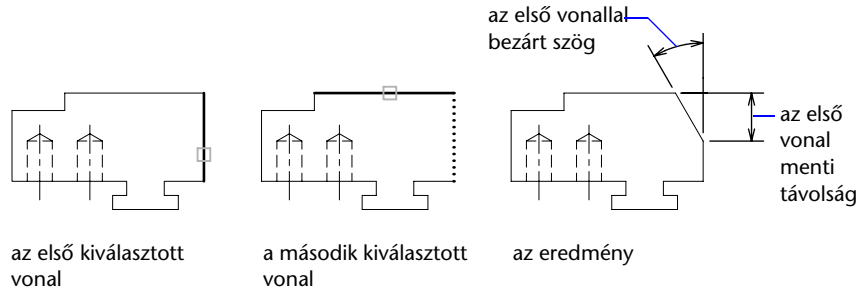 az első vonallal
bezárt szög
az első
vonal
menti
távolság
az első kiválasztott
vonal
a második kiválasztott
vonal
az eredmény